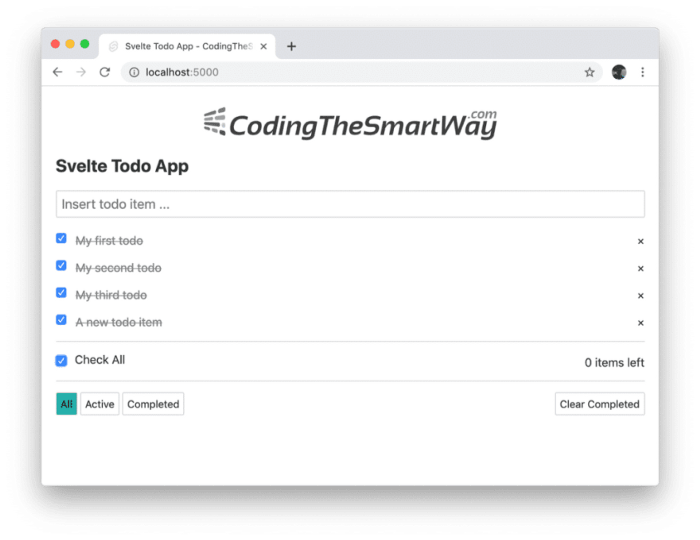 Svelte Todo App - CodingTheS
localhost:5000
CodingTheSmartWay.com
Svelte Todo App
Insert todo item ...
My first todo
My second todo
My third todo
A new todo item
Check All 0 items left
All Active Completed Clear Completed